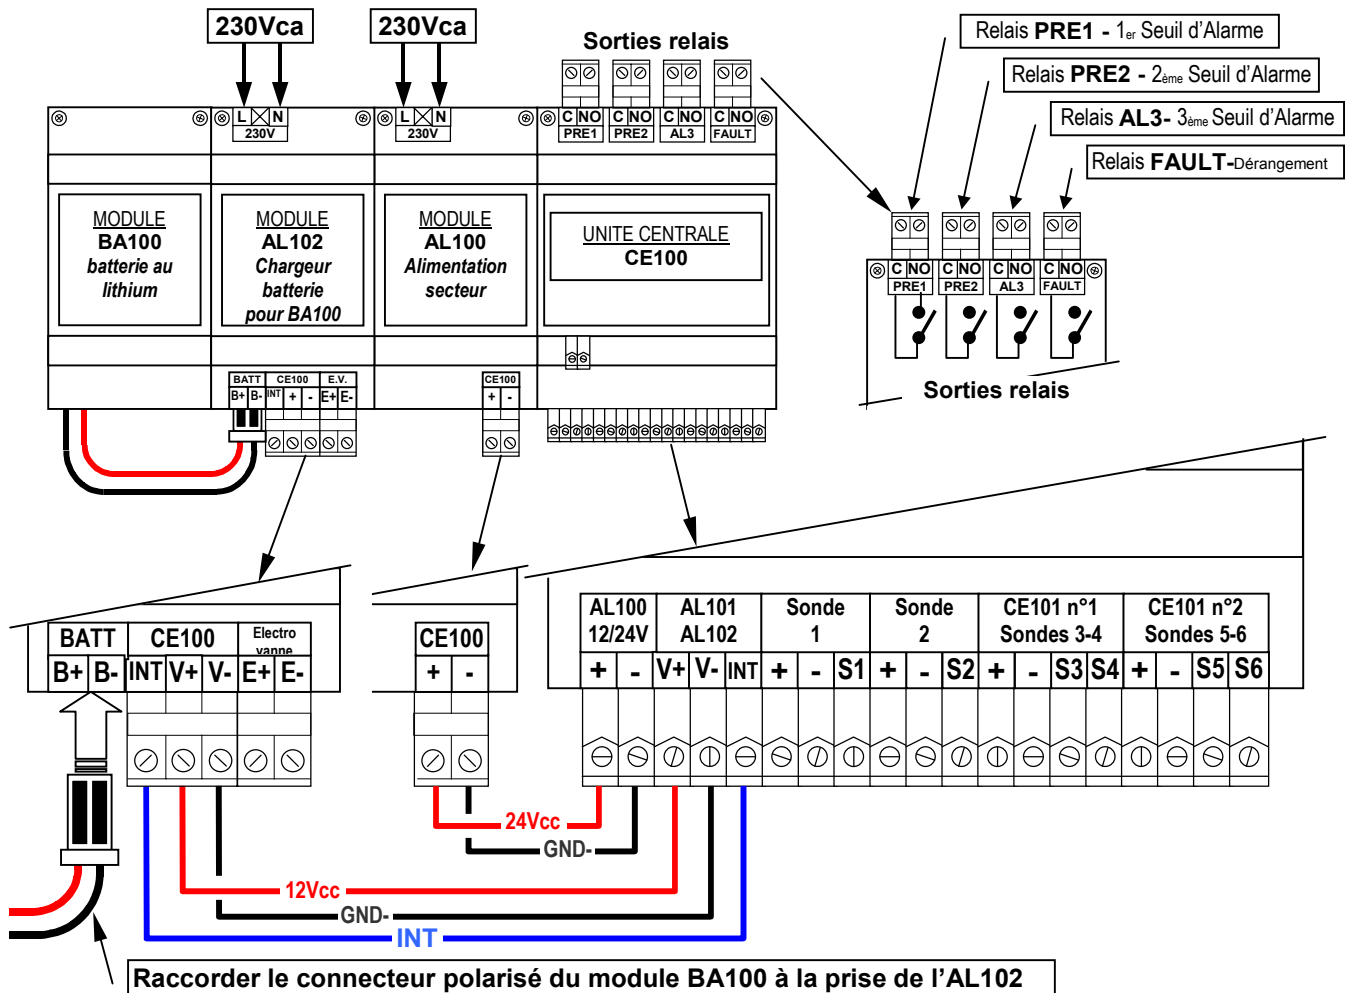 230Vca
230Vca
Sorties relais
Relais PRE1 - 1er Seuil d'Alarme
Relais PRE2 - 2ème Seuil d'Alarme
Relais AL3- 3ème Seuil d'Alarme
Relais FAULT-Dérangement
L N
230V
L N
230V
C NO C NO C NO C NO
PRE1 PRE2 AL3 FAULT
MODULE
BA100
batterie au
lithium
MODULE
AL102
Chargeur
batterie
pour BA100
MODULE
AL100
Alimentation
secteur
UNITE CENTRALE
CE100
C NO C NO C NO C NO
PRE1 PRE2 AL3 FAULT
Sorties relais
BATT CE100 E.V.
B+ B- INT + - E+ E-
CE100
+ -
BATT CE100 Electro vanne
B+ B- INT V+ V- E+ E-
CE100
+ -
AL100 12/24V
AL101 AL102
Sonde 1
Sonde 2
CE101 n°1 Sondes 3-4
CE101 n°2 Sondes 5-6
+ - V+ V- INT + - S1 + - S2 + - S3 S4 + - S5 S6
24Vcc
GND-
12Vcc
GND-
INT
Raccorder le connecteur polarisé du module BA100 à la prise de l'AL102